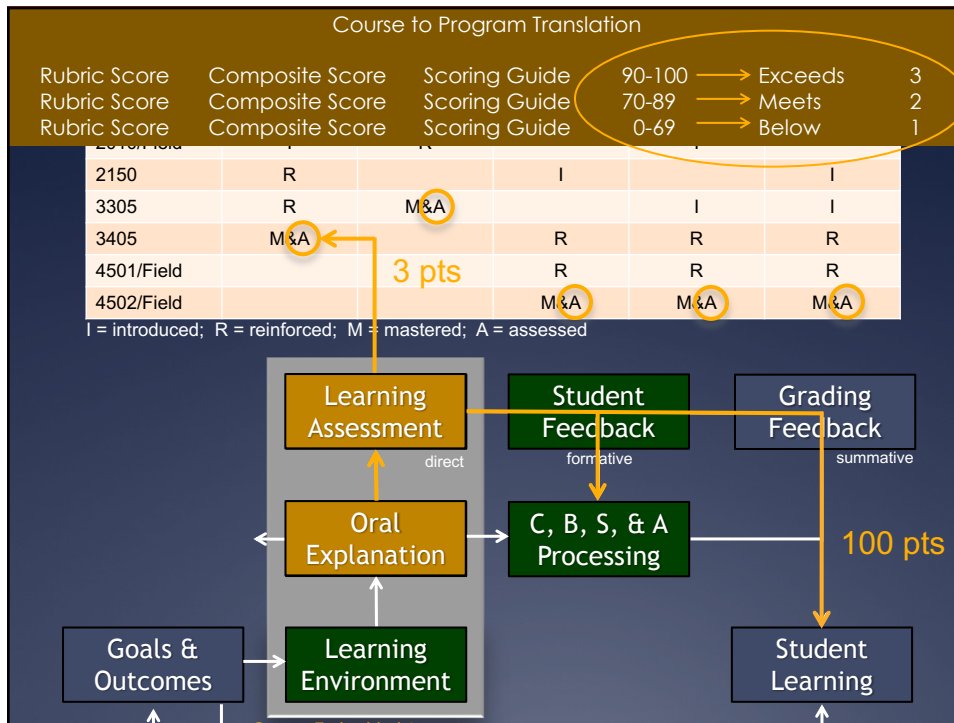 Course to Program Translation
Rubric Score Composite Score Scoring Guide 90-100 Exceeds 3
Rubric Score Composite Score Scoring Guide 70-89 Meets 2
Rubric Score Composite Score Scoring Guide 0-69 Below 1
2150 R I I
3305 R M&A I I
3405 M&A R R R
4501/Field R R R
4502/Field M&A M&A M&A
3 pts
I = introduced; R = reinforced; M = mastered; A = assessed
Learning
Assessment
direct
Student
Feedback
formative
Grading
Feedback
summative
Oral
Explanation
C, B, S, & A
Processing
100 pts
Goals &
Outcomes
Learning
Environment
Student
Learning